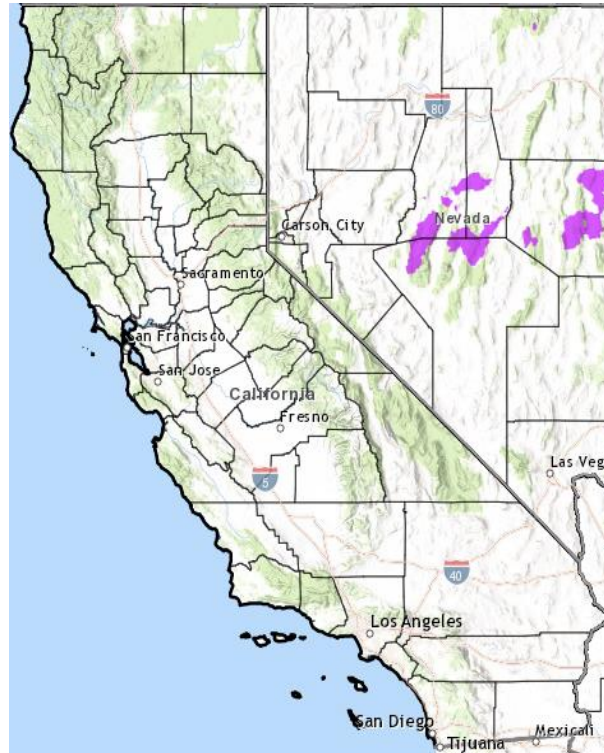 80
Nevada
Carson City
Sacramento
San Francisco
San Jose
California
Fresno
5
Las Veg
40
Los Angeles
San Diego
Tijuana
Mexicali